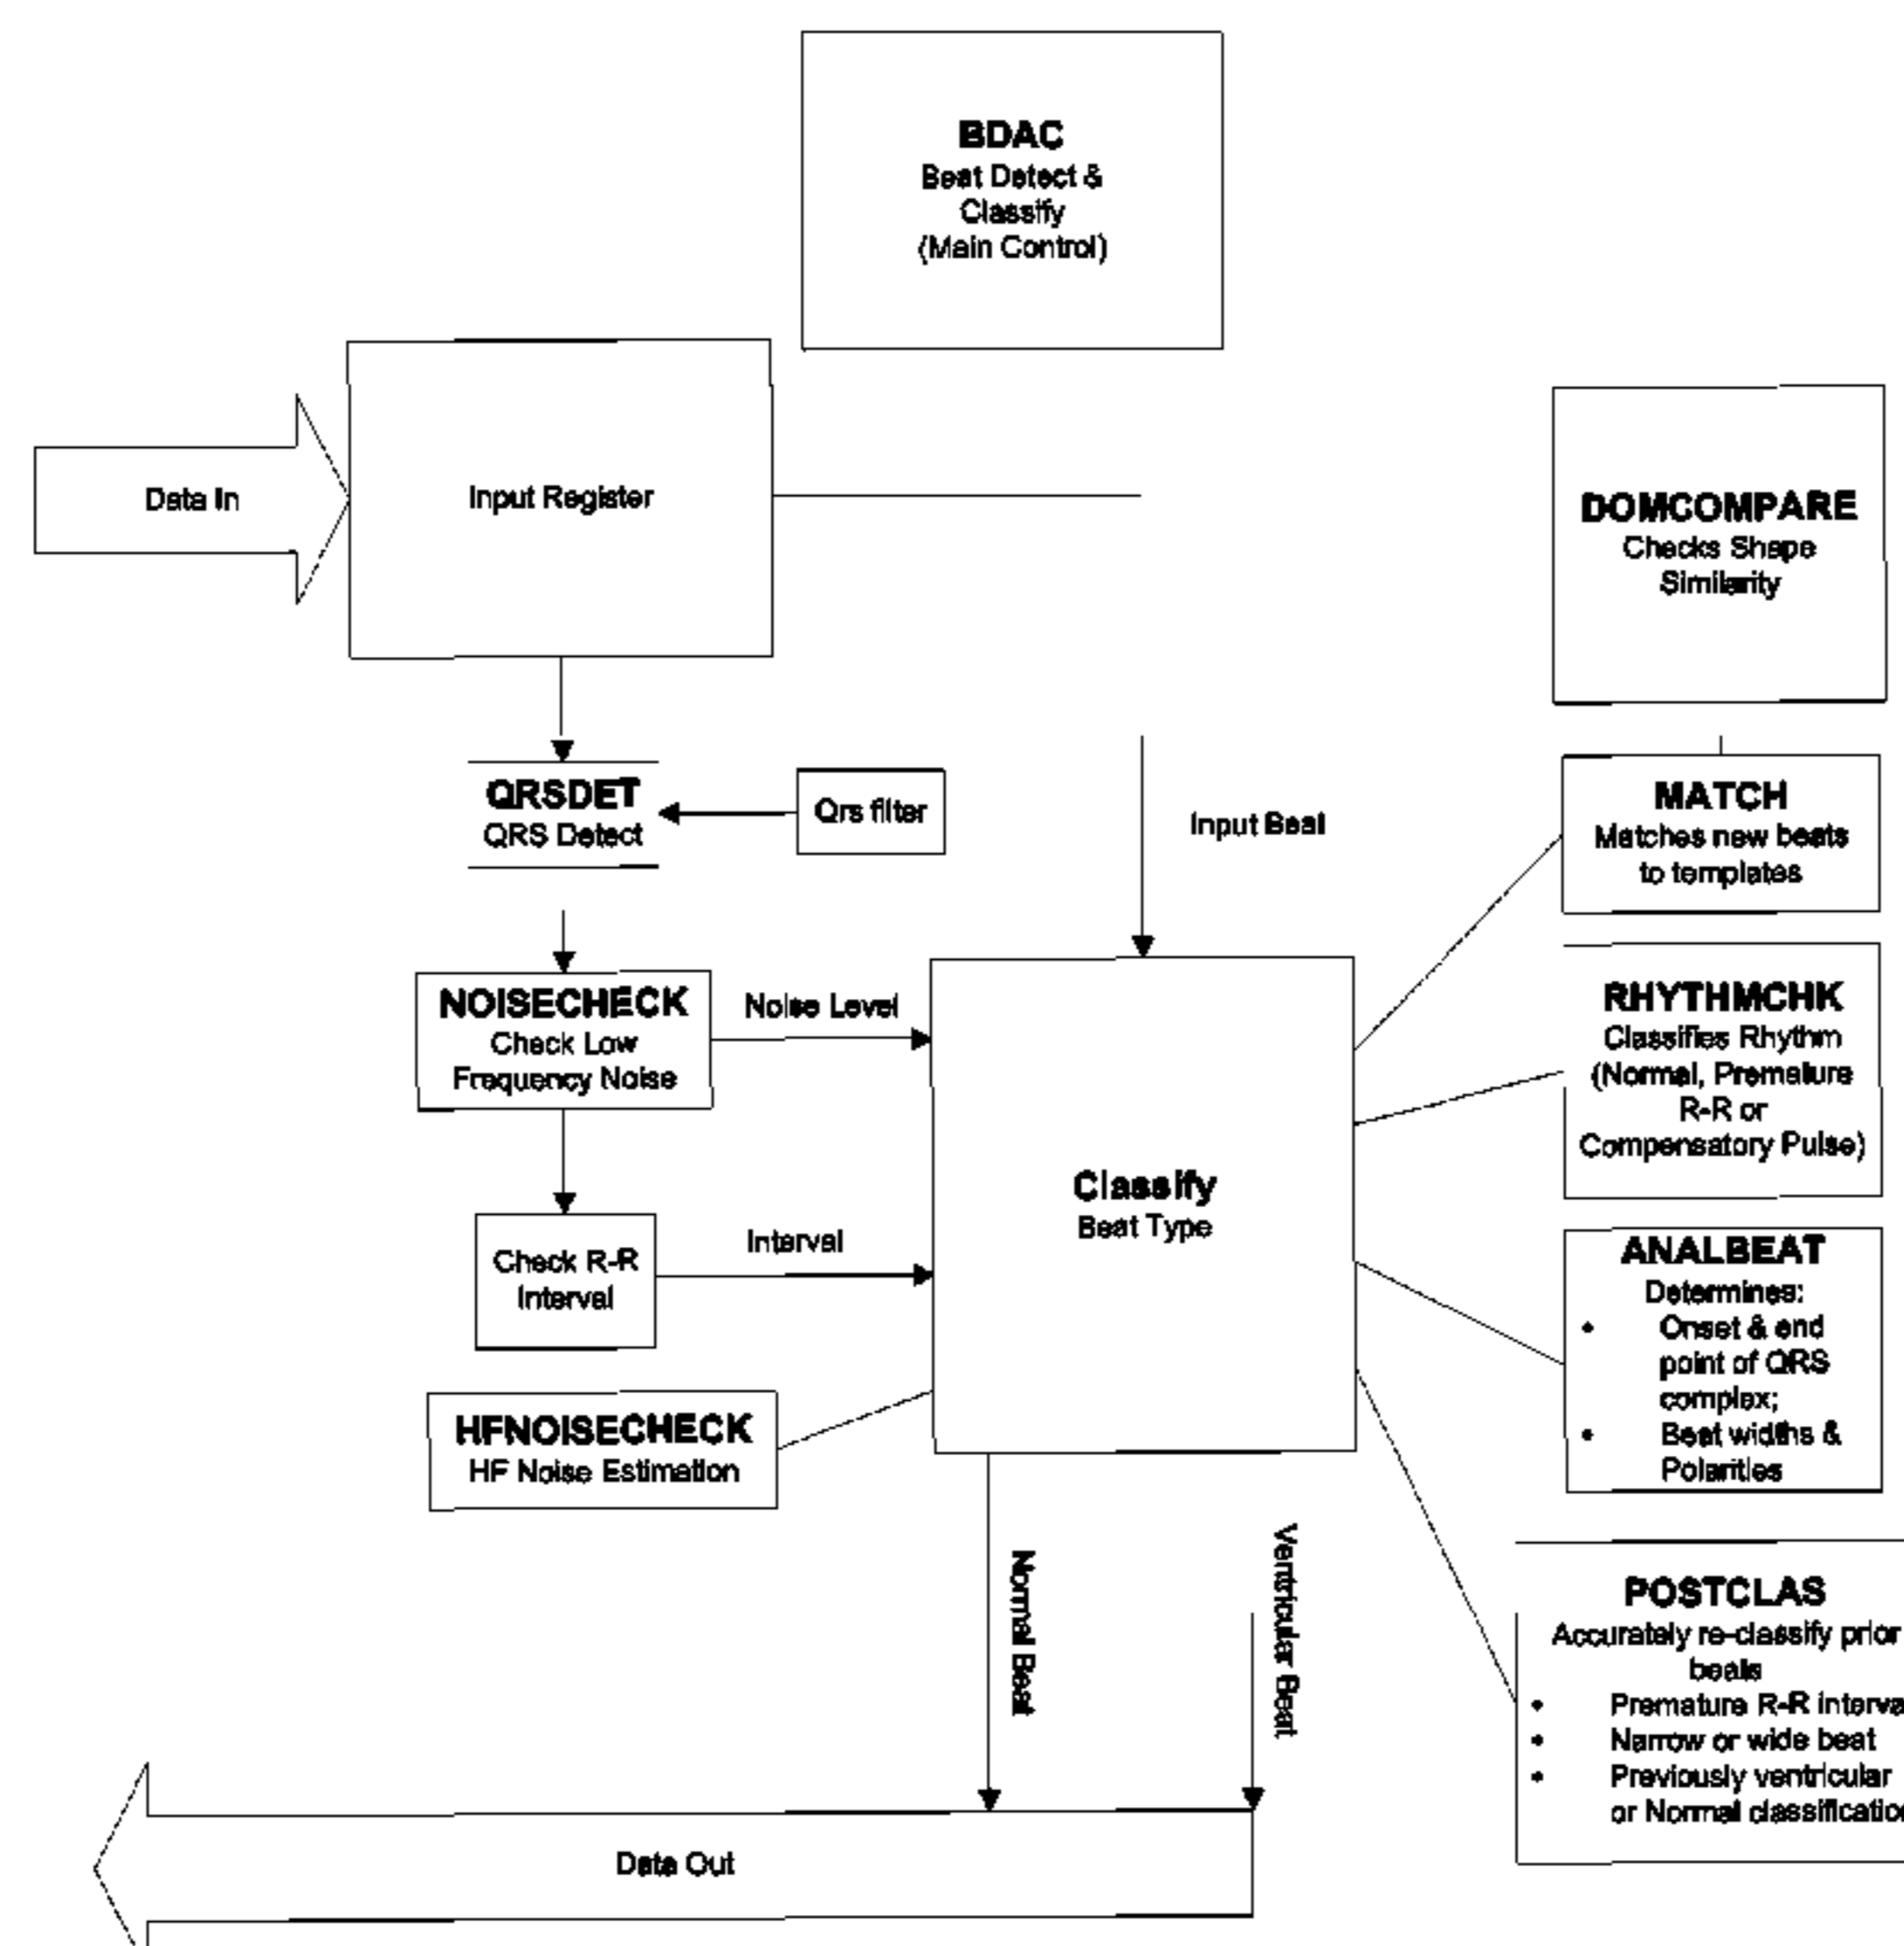 BDAC
Beat Detect &
Classify
(Main Control)
Data In
Input Register
DOMCOMPARE
Checks Shape
Similarity
QRSDET
QRS Detect
Qrs filter
Input Beat
MATCH
Matches new beats
to templates
NOISECHECK
Check Low
Frequency Noise
Noise Level
RHYTHMCHK
Classifies Rhythm
(Normal, Premature
R-R or
Compensatory Pulse)
Classify
Beat Type
Check R-R
Interval
Interval
ANALBEAT
Determines:
• Onset & end
point of QRS
complex;
• Beat widths &
Polarities
HFNOISECHECK
HF Noise Estimation
Normal Beat
Ventricular Beat
POSTCLAS
Accurately re-classify prior
beats
• Premature R-R interva
• Narrow or wide beat
• Previously ventricular
or Normal classification
Data Out